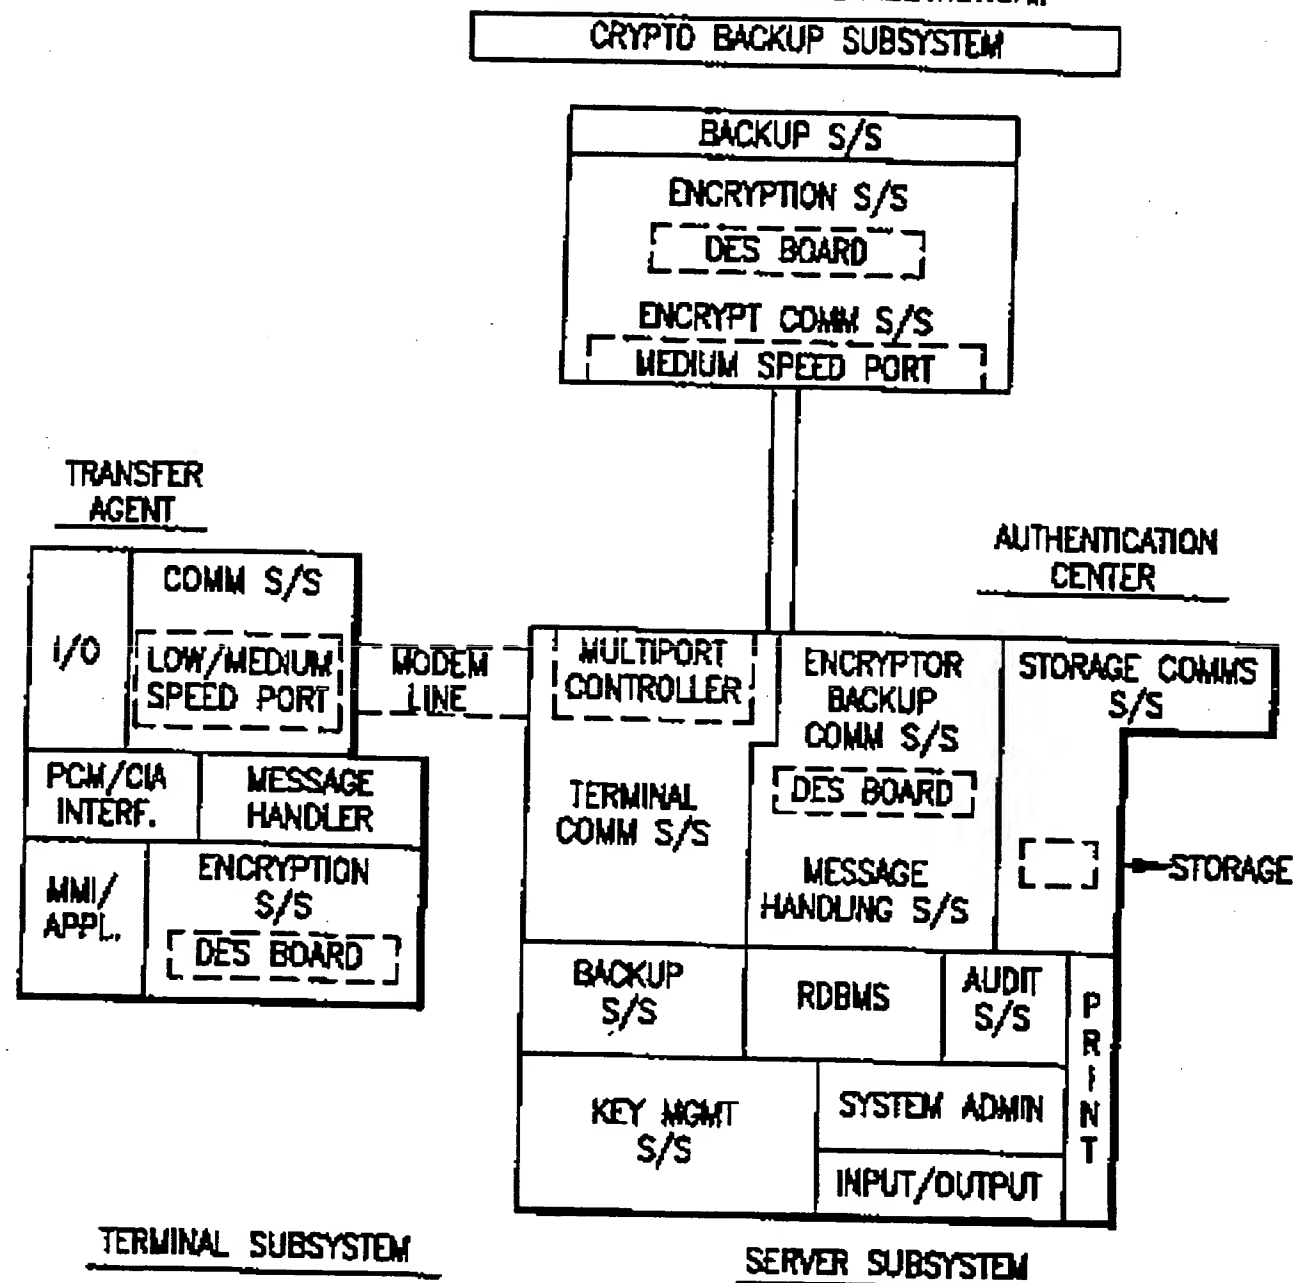 CRYPTO BACKUP SUBSYSTEM
BACKUP S/S
ENCRYPTION S/S
DES BOARD
ENCRYPT COMM S/S
MEDIUM SPEED PORT
TRANSFER
AGENT
COMM S/S
I/O
LOW/MEDIUM
SPEED PORT
PCM/CIA
INTERF.
MESSAGE
HANDLER
MMI/
APPL.
ENCRYPTION
S/S
DES BOARD
MODEM
LINE
AUTHENTICATION
CENTER
MULTIPORT
CONTROLLER
TERMINAL
COMM S/S
ENCRYPTOR
BACKUP
COMM S/S
DES BOARD
MESSAGE
HANDLING S/S
STORAGE COMMS
S/S
STORAGE
BACKUP
S/S
RDBMS
AUDIT
S/S
PRINT
KEY MGMT
S/S
SYSTEM ADMIN
INPUT/OUTPUT
TERMINAL SUBSYSTEM
SERVER SUBSYSTEM